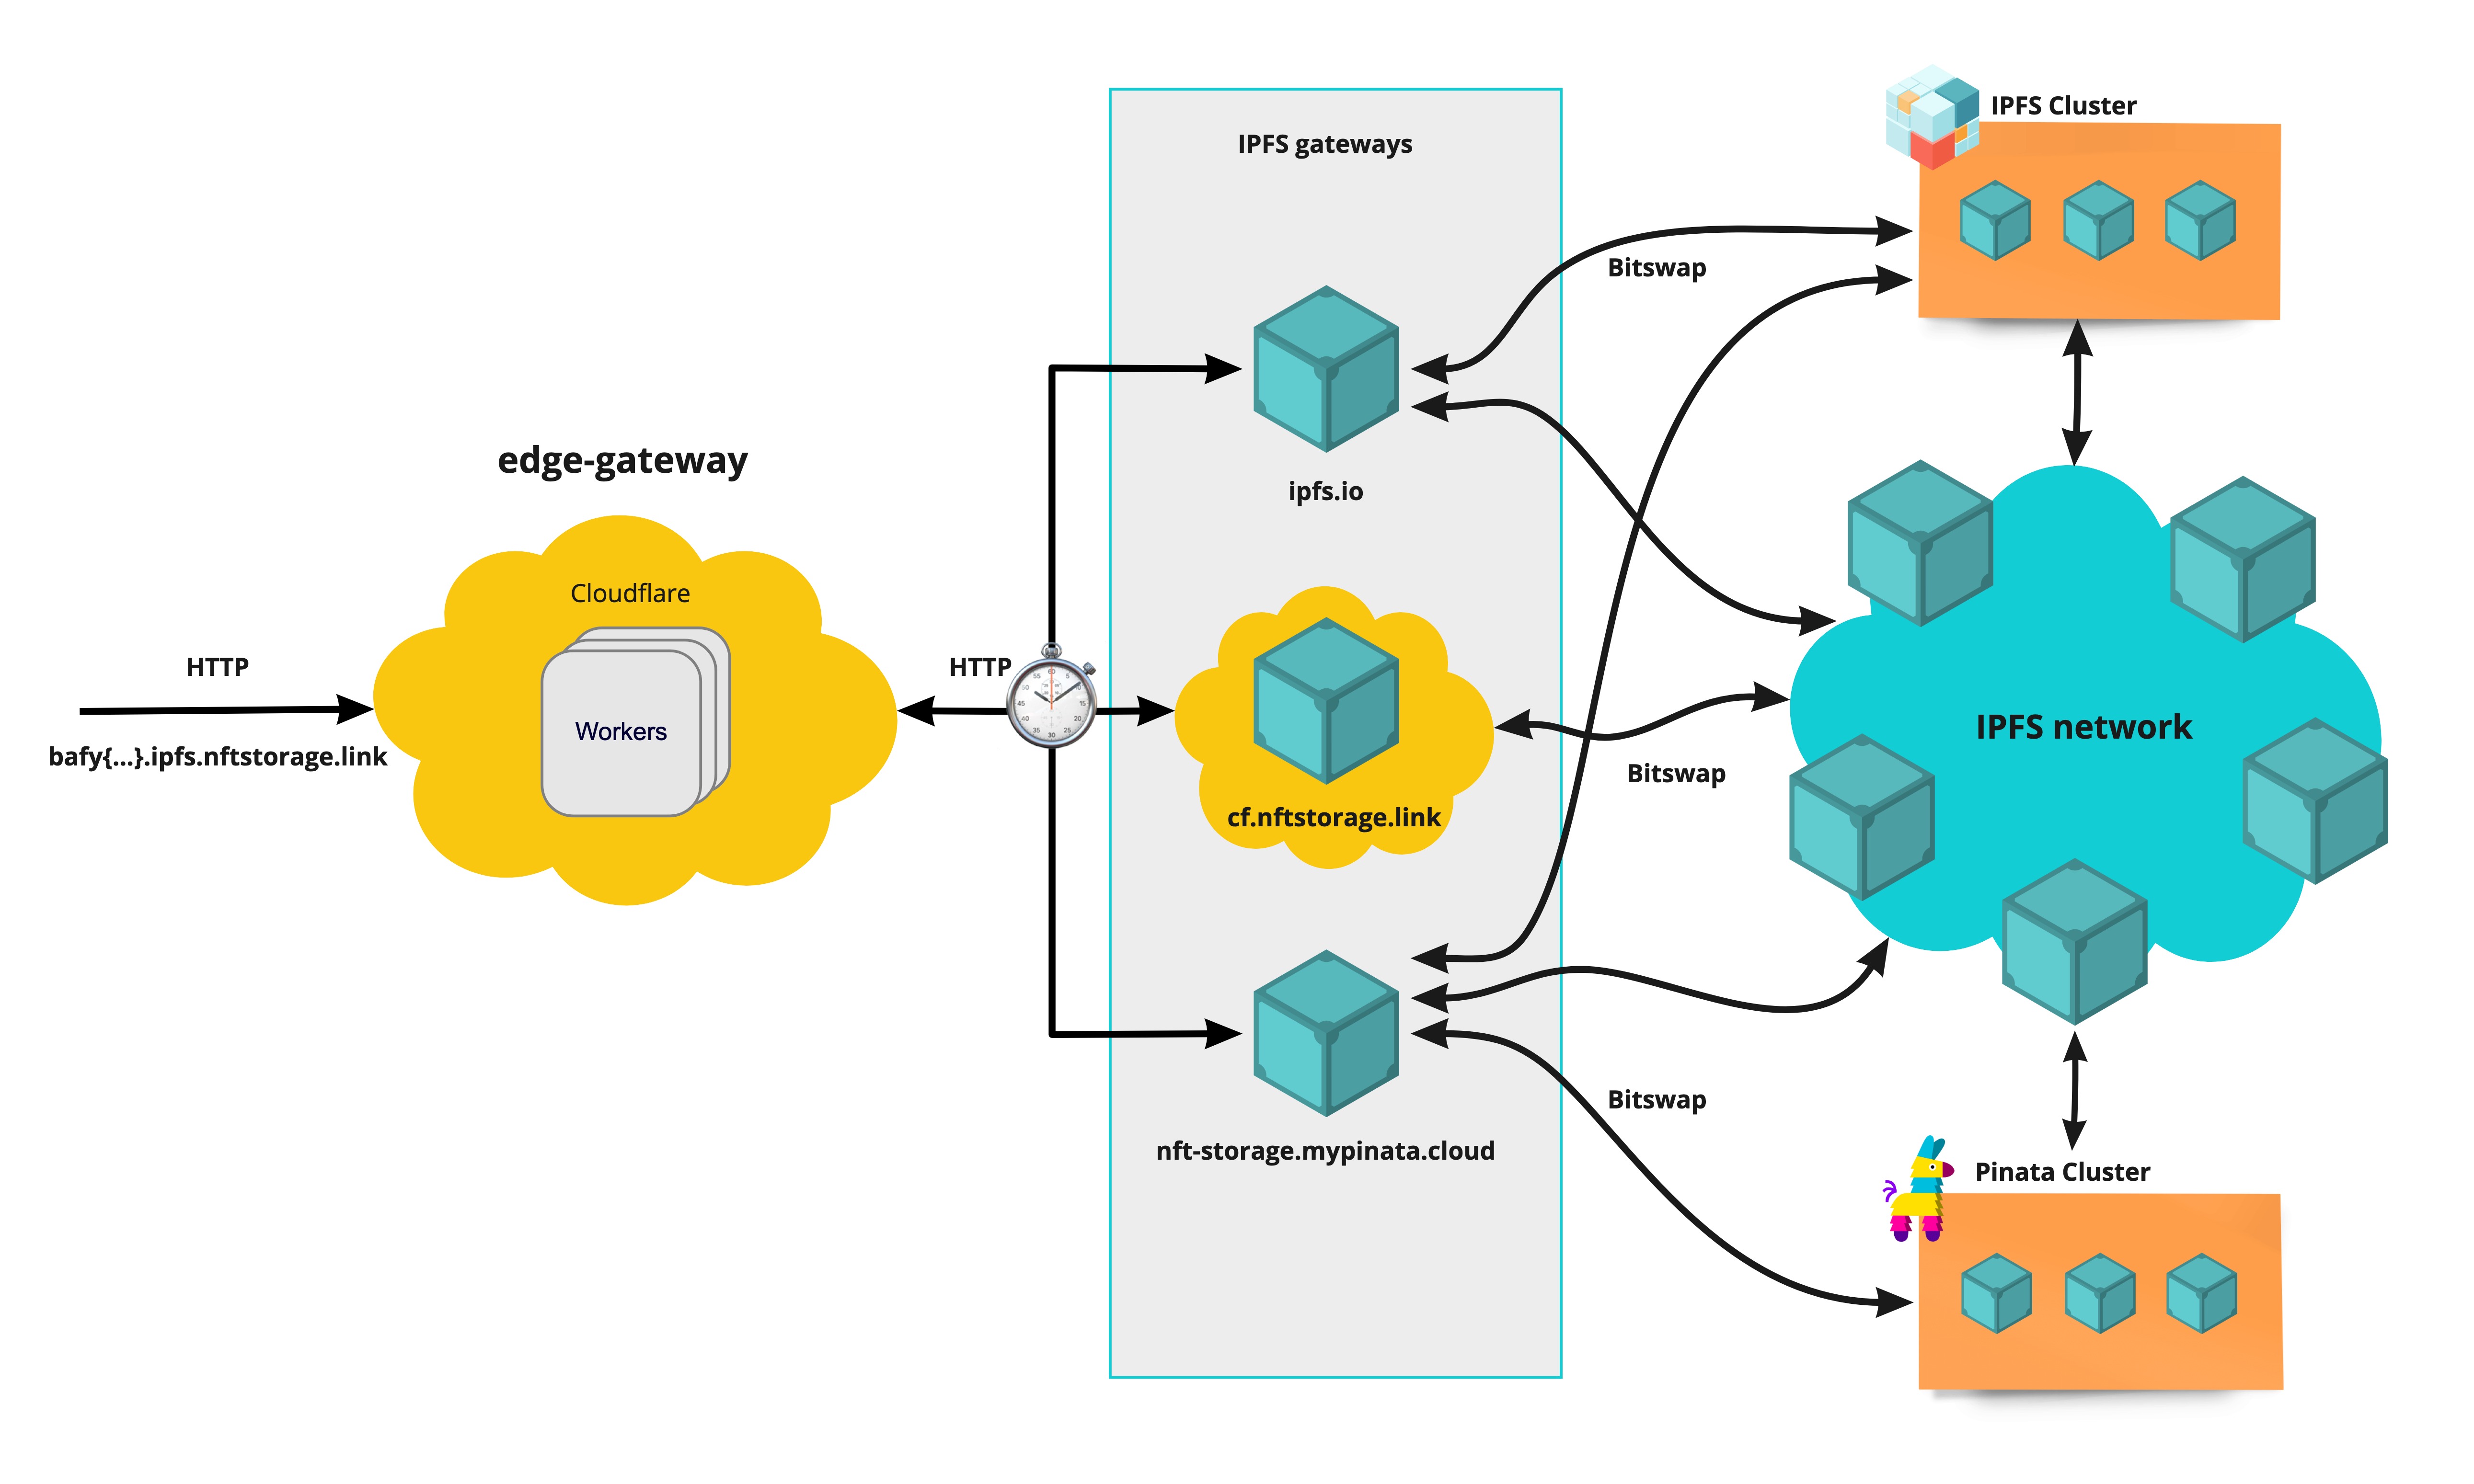 IPFS Cluster
IPFS gateways
Bitswap
edge-gateway
ipfs.io
Cloudflare
HTTP
HTTP
Workers
bafy{...}.ipfs.nftstorage.link
IPFS network
Bitswap
cf.nftstorage.link
Bitswap
nft-storage.mypinata.cloud
Pinata Cluster